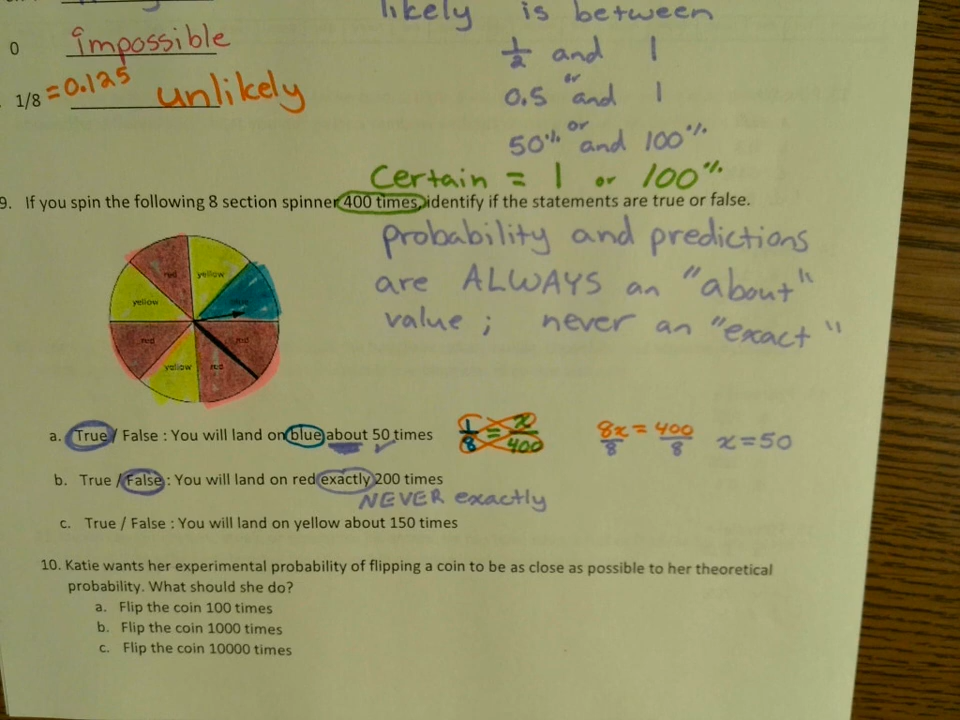 likely is between
0 impossible
1/2 and 1
or
1/8 = 0.125 unlikely
0.5 and 1
or
50% and 100%
Certain = 1 or 100%
9. If you spin the following 8 section spinner 400 times, identify if the statements are true or false.
probability and predictions
are ALWAYS an "about"
value; never an "exact"
red yellow
yellow
red red
yellow red
a. True / False : You will land on blue about 50 times 1/8 = x/400 8x/8 = 400/8 x = 50
b. True / False : You will land on red exactly 200 times
NEVER exactly
c. True / False : You will land on yellow about 150 times
10. Katie wants her experimental probability of flipping a coin to be as close as possible to her theoretical
probability. What should she do?
a. Flip the coin 100 times
b. Flip the coin 1000 times
c. Flip the coin 10000 times